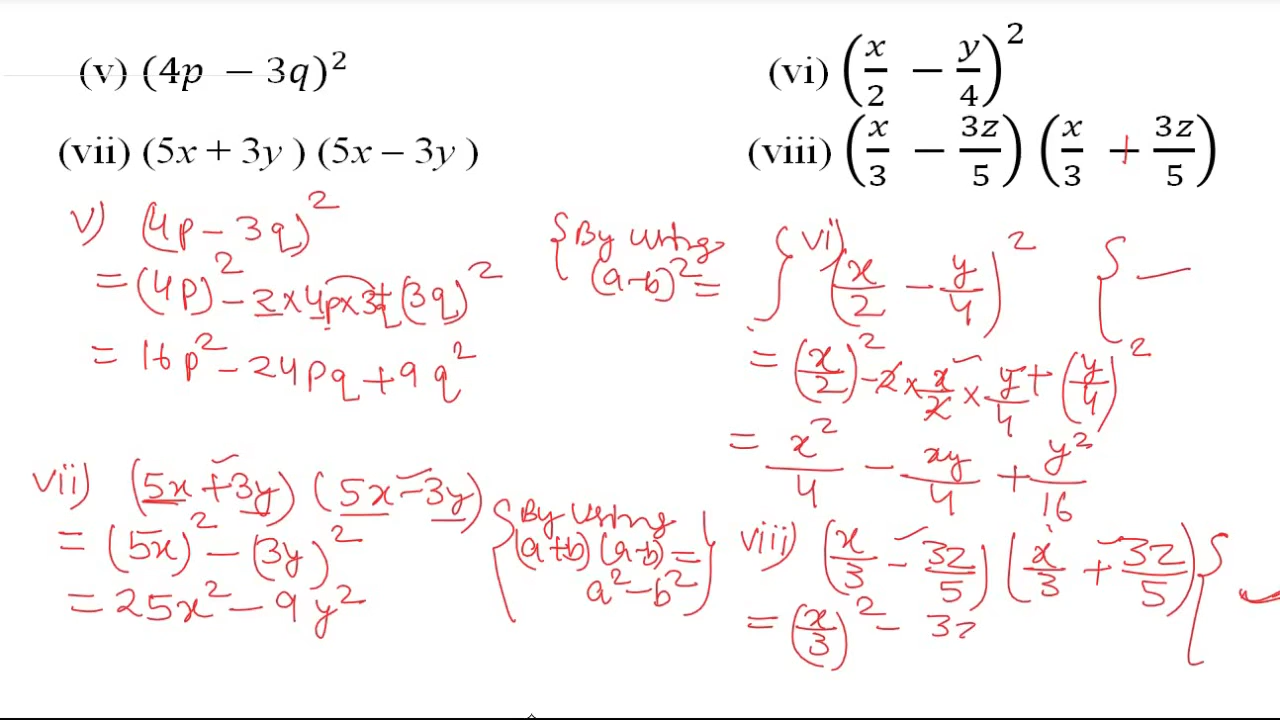 (v) (4p − 3q)²
(vi) (x/2 − y/4)²
(vii) (5x + 3y ) (5x − 3y )
(viii) (x/3 − 3z/5) (x/3 + 3z/5)
v) (4p − 3q)²
= (4p)² − 2 × 4p × 3q + (3q)²
= 16p² − 24pq + 9q²
{ By using
(a−b)² = }
vi) (x/2 − y/4)² { —
= (x/2)² − 2 × x/2 × y/4 + (y/4)²
= x²/4 − xy/4 + y²/16
vii) (5x + 3y) (5x − 3y)
= (5x)² − (3y)²
= 25x² − 9y²
{ By using
(a+b) (a−b) =
a² − b² }
viii) (x/3 − 3z/5) (x/3 + 3z/5) {
= (x/3)² − 3z